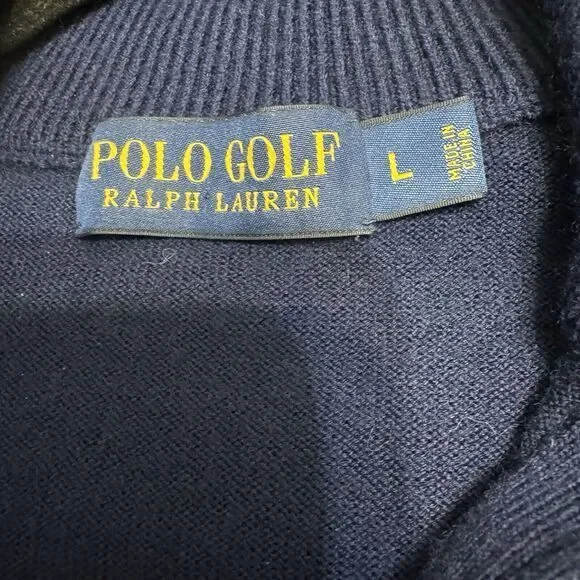 POLO GOLF
RALPH LAUREN
L
MADE IN
CHINA